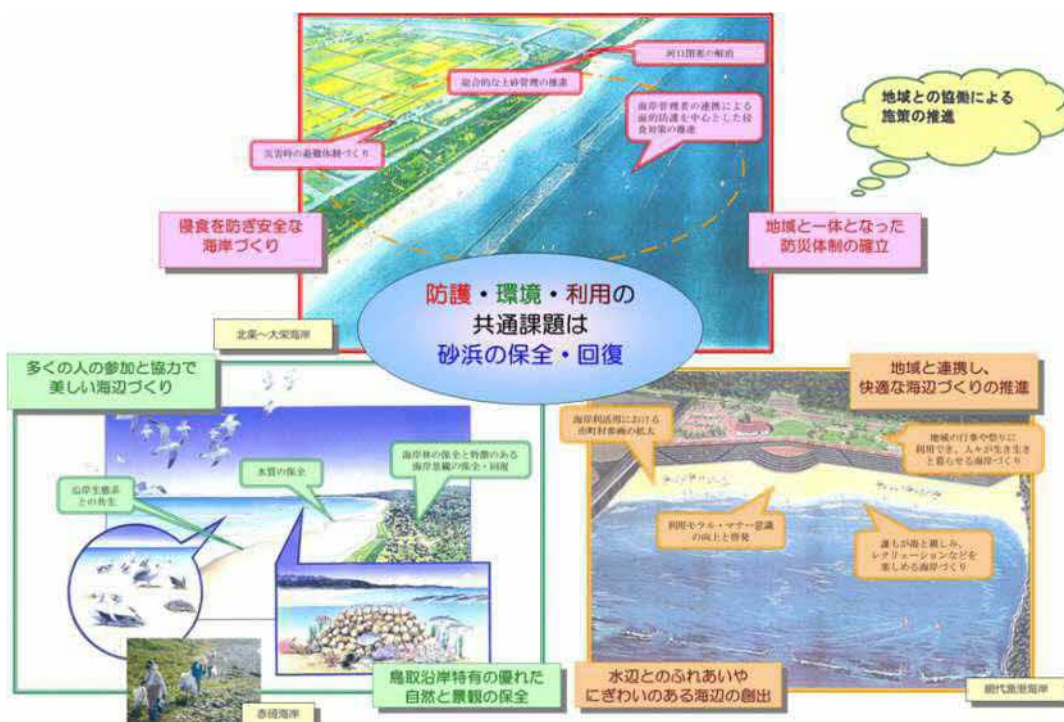 河口閉塞の解消
総合的な土砂管理の推進
海岸管理者の連携による
面的防護を中心とした侵
食対策の推進
災害時の避難体制づくり
地域との協働による
施策の推進
侵食を防ぎ安全な
海岸づくり
地域と一体となった
防災体制の確立
防護・環境・利用の
共通課題は
砂浜の保全・回復
北条～大栄海岸
多くの人の参加と協力で
美しい海辺づくり
地域と連携し、
快適な海辺づくりの推進
海岸利活用における
市町村参画の拡大
地域の行事や祭りに
利用でき、人々が生き生き
と暮らせる海岸づくり
海岸林の保全と特徴のある
海岸景観の保全・回復
水質の保全
沿岸生態系
との共生
利用モラル・マナー意識
の向上と啓発
誰もが海と親しみ、
レクリエーションなどを
楽しめる海岸づくり
鳥取沿岸特有の優れた
自然と景観の保全
水辺とのふれあいや
にぎわいのある海辺の創出
赤碕海岸
網代漁港海岸